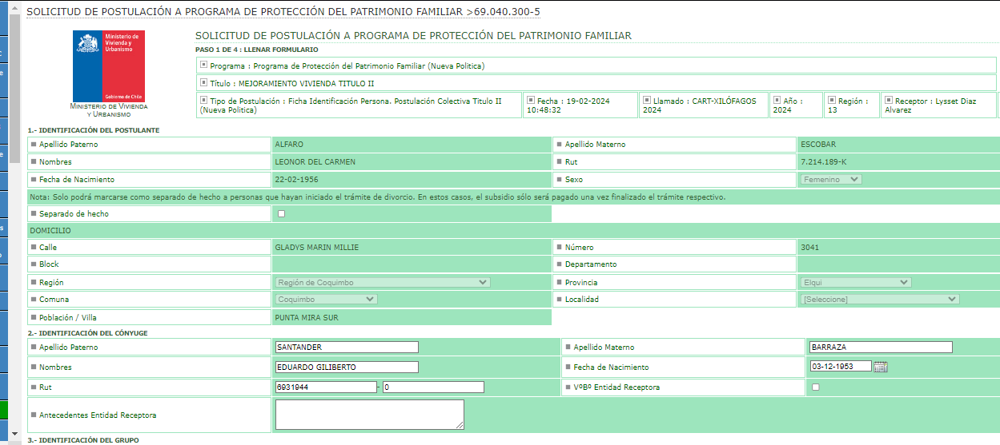 SOLICITUD DE POSTULACIÓN A PROGRAMA DE PROTECCIÓN DEL PATRIMONIO FAMILIAR >69.040.300-5
Ministerio de
Vivienda y
Urbanismo
Gobierno de Chile
MINISTERIO DE VIVIENDA
Y URBANISMO
SOLICITUD DE POSTULACIÓN A PROGRAMA DE PROTECCIÓN DEL PATRIMONIO FAMILIAR
PASO 1 DE 4 : LLENAR FORMULARIO
Programa : Programa de Protección del Patrimonio Familiar (Nueva Politica)
Título : MEJORAMIENTO VIVIENDA TITULO II
Tipo de Postulación : Ficha Identificación Persona. Postulación Colectiva Titulo II
(Nueva Politica)
Fecha : 19-02-2024
10:48:32
Llamado : CART-XILÓFAGOS
2024
Año :
2024
Región :
13
Receptor : Lysset Diaz
Alvarez
1.- IDENTIFICACIÓN DEL POSTULANTE
Apellido Paterno ALFARO Apellido Materno ESCOBAR
Nombres LEONOR DEL CARMEN Rut 7.214.189-K
Fecha de Nacimiento 22-02-1956 Sexo Femenino
Nota: Solo podrá marcarse como separado de hecho a personas que hayan iniciado el trámite de divorcio. En estos casos, el subsidio sólo será pagado una vez finalizado el trámite respectivo.
Separado de hecho
DOMICILIO
Calle GLADYS MARIN MILLIE Número 3041
Block Departamento
Región Región de Coquimbo Provincia Elqui
Comuna Coquimbo Localidad [Seleccione]
Población / Villa PUNTA MIRA SUR
2.- IDENTIFICACIÓN DEL CÓNYUGE
Apellido Paterno SANTANDER Apellido Materno BARRAZA
Nombres EDUARDO GILIBERTO Fecha de Nacimiento 03-12-1953
Rut 6931944 - 0 VºBº Entidad Receptora
Antecedentes Entidad Receptora
3.- IDENTIFICACIÓN DEL GRUPO